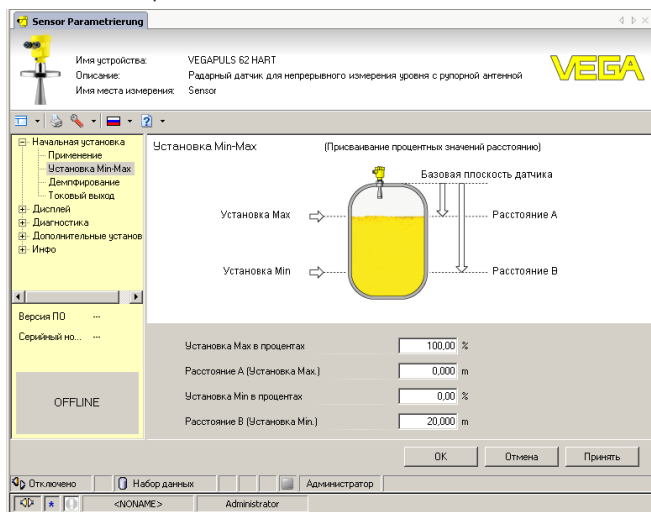 Sensor Parametrierung
Имя устройства: VEGAPULS 62 HART
Описание: Радарный датчик для непрерывного измерения уровня с рупорной антенной
Имя места измерения: Sensor
VEGA
Начальная установка
Применение
Установка Min-Max
Демпфирование
Токовый выход
Дисплей
Диагностика
Дополнительные установ
Инфо
Версия ПО ---
Серийный но... ---
OFFLINE
Установка Min-Max (Присваивание процентных значений расстоянию)
Базовая плоскость датчика
Установка Max
Расстояние A
Установка Min
Расстояние B
Установка Max в процентах 100,00 %
Расстояние A (Установка Max.) 0,000 m
Установка Min в процентах 0,00 %
Расстояние B (Установка Min.) 20,000 m
OK Отмена Принять
Отключено Набор данных Администратор
<NONAME> Administrator